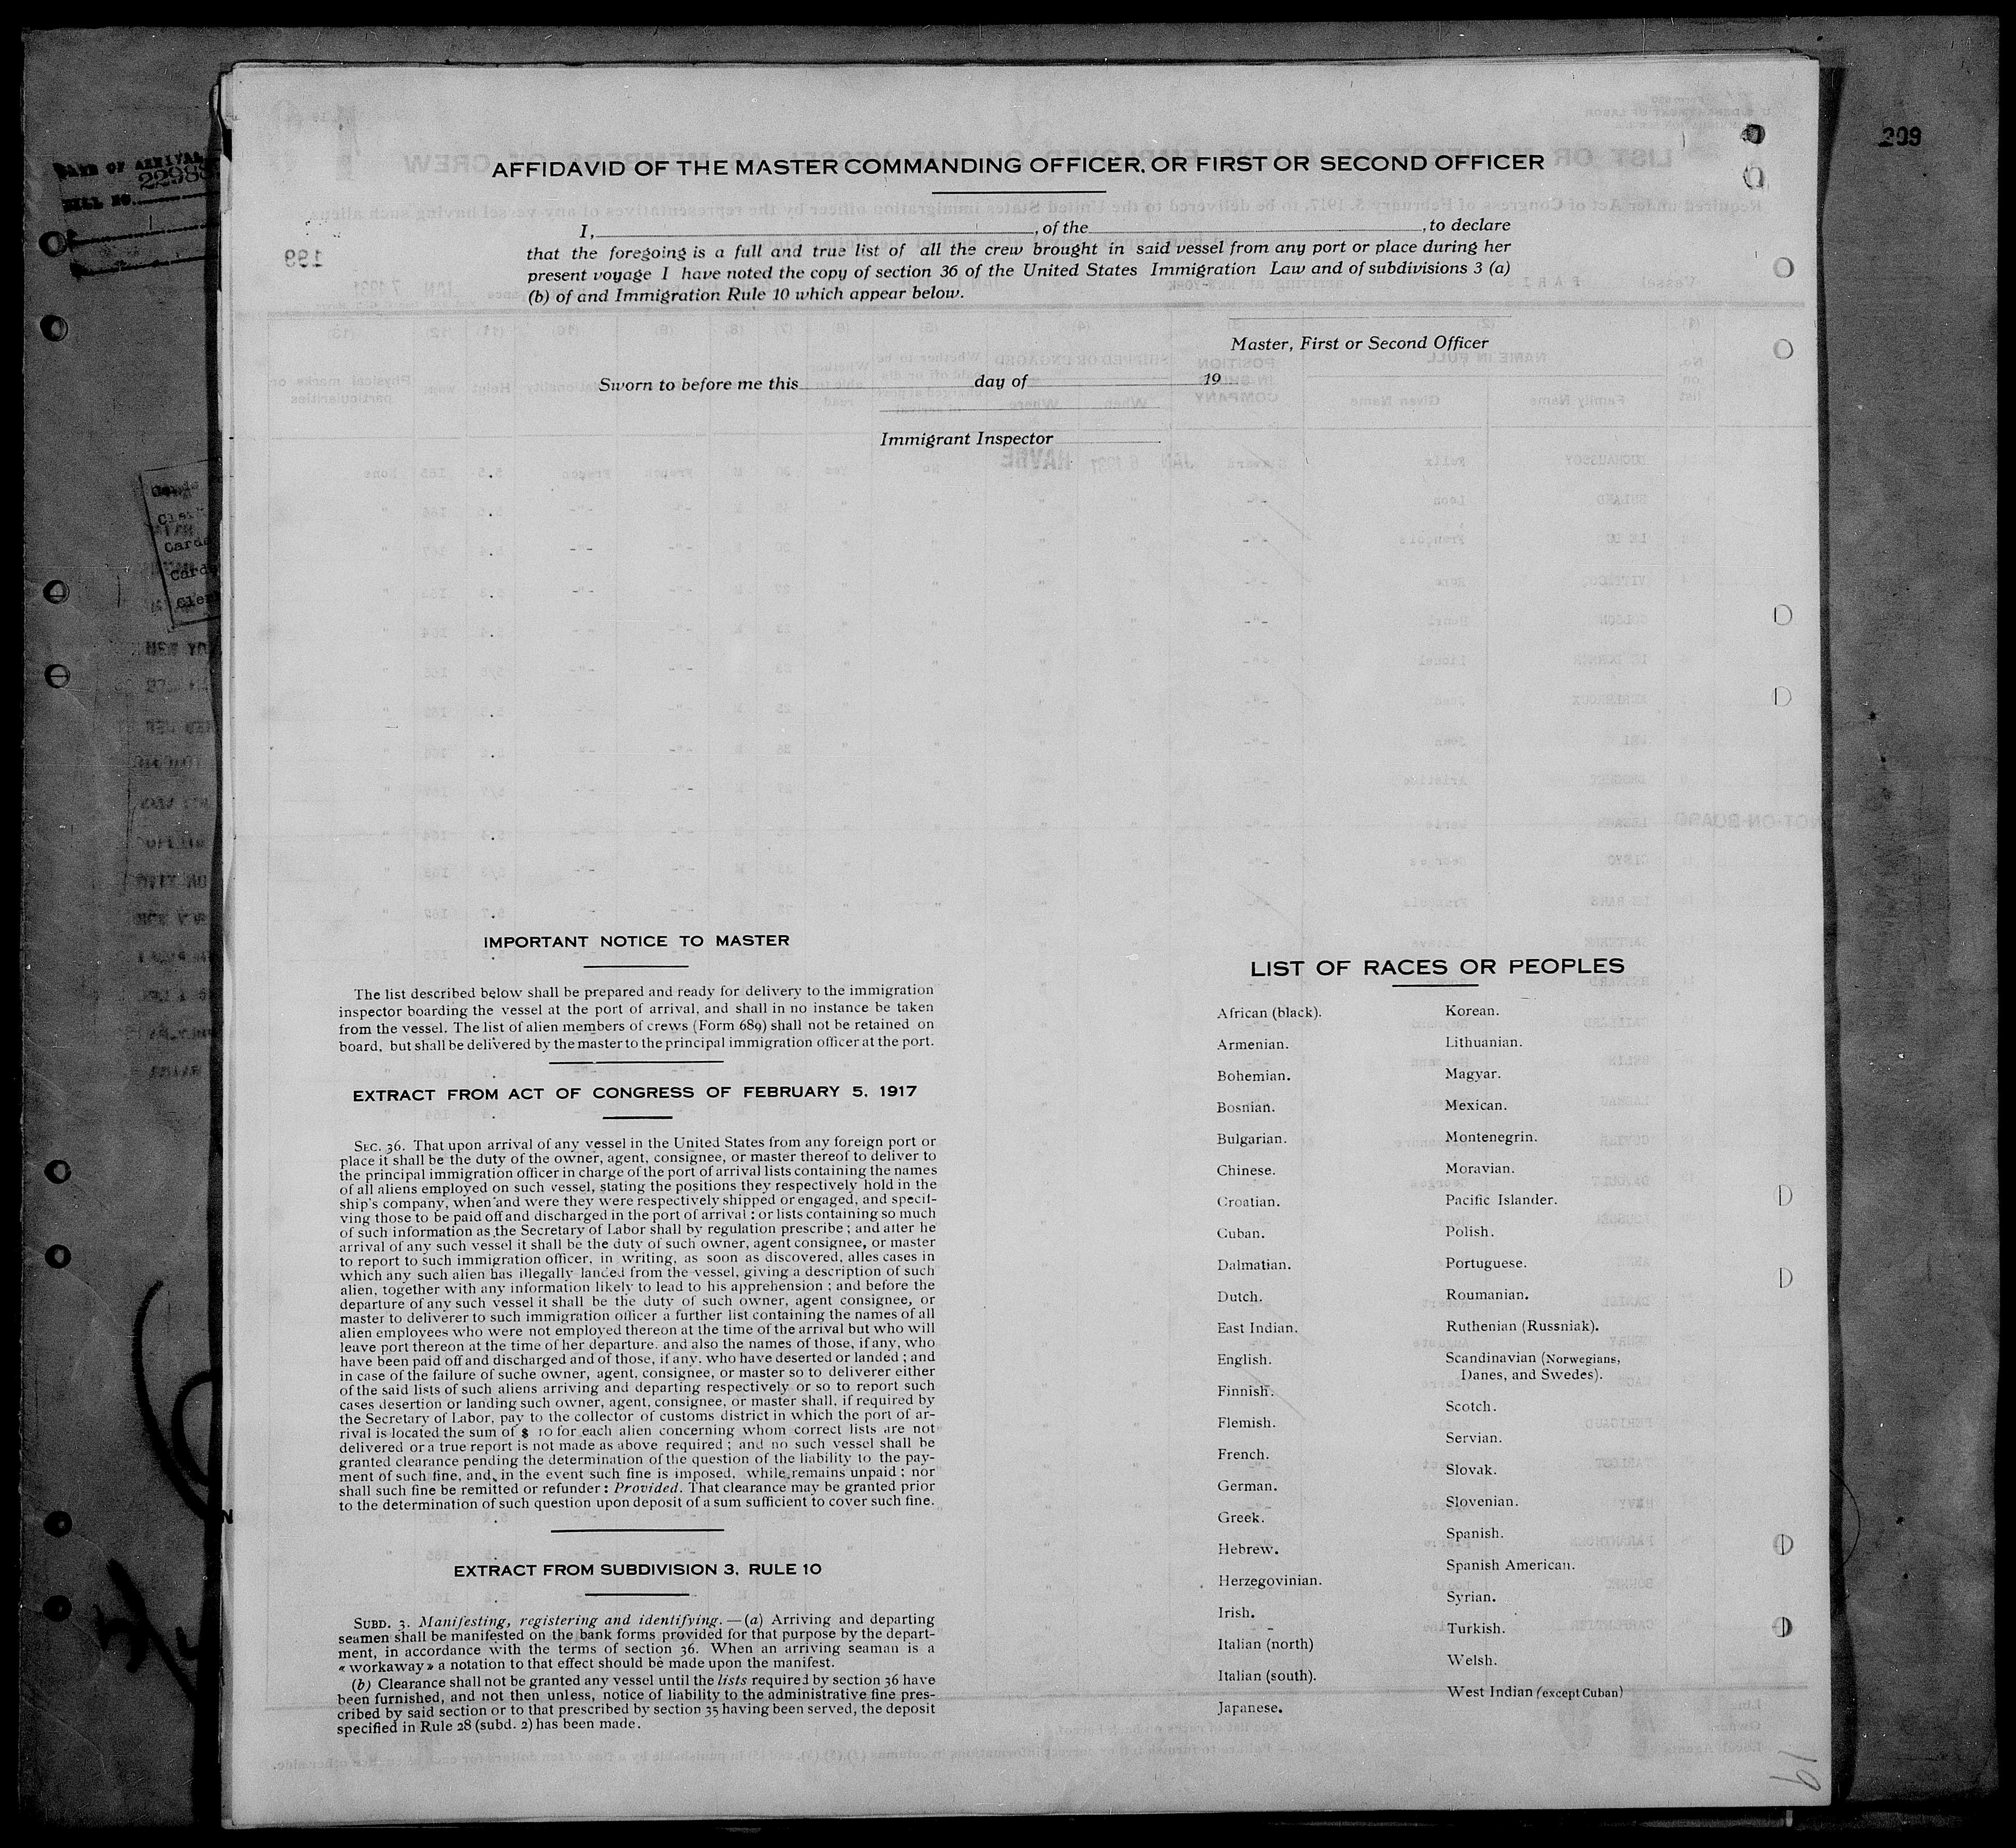 209
AFFIDAVID OF THE MASTER COMMANDING OFFICER, OR FIRST OR SECOND OFFICER
I, , of the , to declare
that the foregoing is a full and true list of all the crew brought in said vessel from any port or place during her
present voyage I have noted the copy of section 36 of the United States Immigration Law and of subdivisions 3 (a)
(b) of and Immigration Rule 10 which appear below.
Master, First or Second Officer
Sworn to before me this day of 19
Immigrant Inspector
IMPORTANT NOTICE TO MASTER
The list described below shall be prepared and ready for delivery to the immigration
inspector boarding the vessel at the port of arrival, and shall in no instance be taken
from the vessel. The list of alien members of crews (Form 689) shall not be retained on
board, but shall be delivered by the master to the principal immigration officer at the port.
EXTRACT FROM ACT OF CONGRESS OF FEBRUARY 5. 1917
SEC. 36. That upon arrival of any vessel in the United States from any foreign port or
place it shall be the duty of the owner, agent, consignee, or master thereof to deliver to
the principal immigration officer in charge of the port of arrival lists containing the names
of all aliens employed on such vessel, stating the positions they respectively hold in the
ship's company, when and were they were respectively shipped or engaged, and specif-
ving those to be paid off and discharged in the port of arrival ; or lists containing so much
of such information as the Secretary of Labor shall by regulation prescribe ; and alter he
arrival of any such vessel it shall be the duty of such owner, agent consignee, or master
to report to such immigration officer, in writing, as soon as discovered, alles cases in
which any such alien has illegally landed from the vessel, giving a description of such
alien, together with any information likely to lead to his apprehension ; and before the
departure of any such vessel it shall be the duty of such owner, agent consignee, or
master to deliverer to such immigration officer a further list containing the names of all
alien employees who were not employed thereon at the time of the arrival but who will
leave port thereon at the time of her departure. and also the names of those, if any, who
have been paid off and discharged and of those, if any. who have deserted or landed ; and
in case of the failure of suche owner, agent, consignee, or master so to deliverer either
of the said lists of such aliens arriving and departing respectively or so to report such
cases desertion or landing such owner, agent, consignee, or master shall, if required by
the Secretary of Labor, pay to the collector of customs district in which the port of ar-
rival is located the sum of $ 10 for each alien concerning whom correct lists are not
delivered or a true report is not made as above required ; and no such vessel shall be
granted clearance pending the determination of the question of the liability to the pay-
ment of such fine, and, in the event such fine is imposed, while remains unpaid ; nor
shall such fine be remitted or refunder : Provided. That clearance may be granted prior
to the determination of such question upon deposit of a sum sufficient to cover such fine.
EXTRACT FROM SUBDIVISION 3. RULE 10
SUBD. 3. Manifesting, registering and identifying. — (a) Arriving and departing
seamen shall be manifested on the bank forms provided for that purpose by the depart-
ment, in accordance with the terms of section 36. When an arriving seaman is a
« workaway » a notation to that effect should be made upon the manifest.
(b) Clearance shall not be granted any vessel until the lists required by section 36 have
been furnished, and not then unless, notice of liability to the administrative fine pres-
cribed by said section or to that prescribed by section 35 having been served, the deposit
specified in Rule 28 (subd. 2) has been made.
LIST OF RACES OR PEOPLES
African (black).
Armenian.
Bohemian.
Bosnian.
Bulgarian.
Chinese.
Croatian.
Cuban.
Dalmatian.
Dutch.
East Indian.
English.
Finnish.
Flemish.
French.
German.
Greek.
Hebrew.
Herzegovinian.
Irish.
Italian (north)
Italian (south).
Japanese.
Korean.
Lithuanian.
Magyar.
Mexican.
Montenegrin.
Moravian.
Pacific Islander.
Polish.
Portuguese.
Roumanian.
Ruthenian (Russniak).
Scandinavian (Norwegians,
Danes, and Swedes).
Scotch.
Servian.
Slovak.
Slovenian.
Spanish.
Spanish American.
Syrian.
Turkish.
Welsh.
West Indian (except Cuban)
19